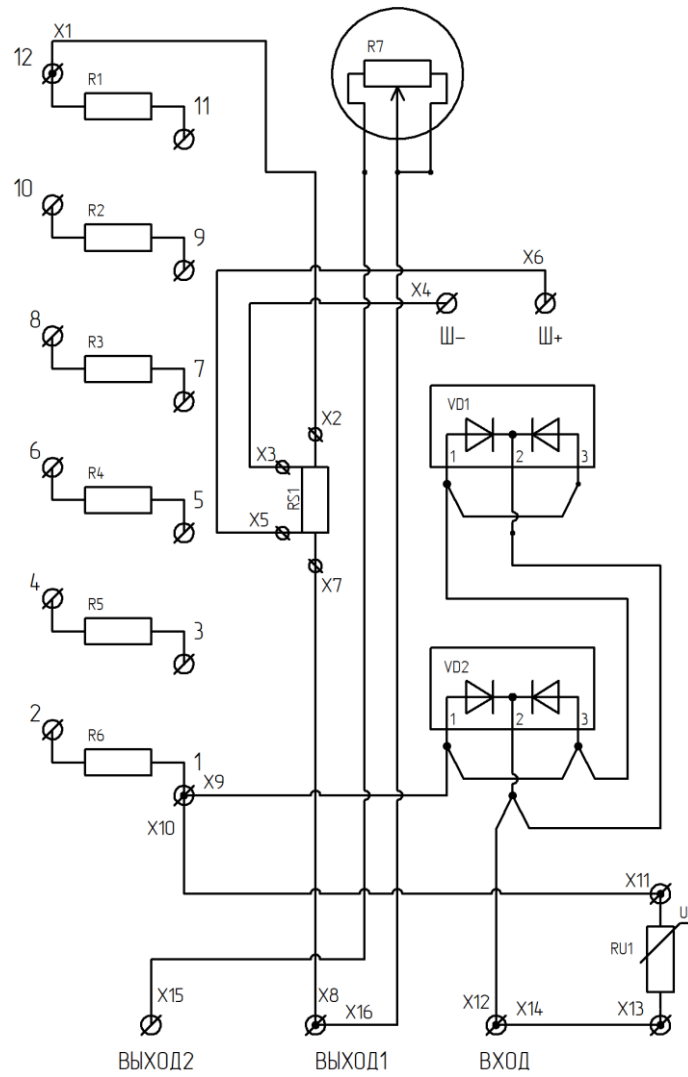 X1
12
R1
11
R7
10
R2
9
X6
X4
Ш-
Ш+
8
R3
7
X2
VD1
1
2
3
6
R4
5
X3
RS1
X5
X7
4
R5
3
VD2
1
2
3
2
R6
1
X9
X10
X11
U
RU1
X15
X8
X16
X12
X14
X13
ВЫХОД2
ВЫХОД1
ВХОД